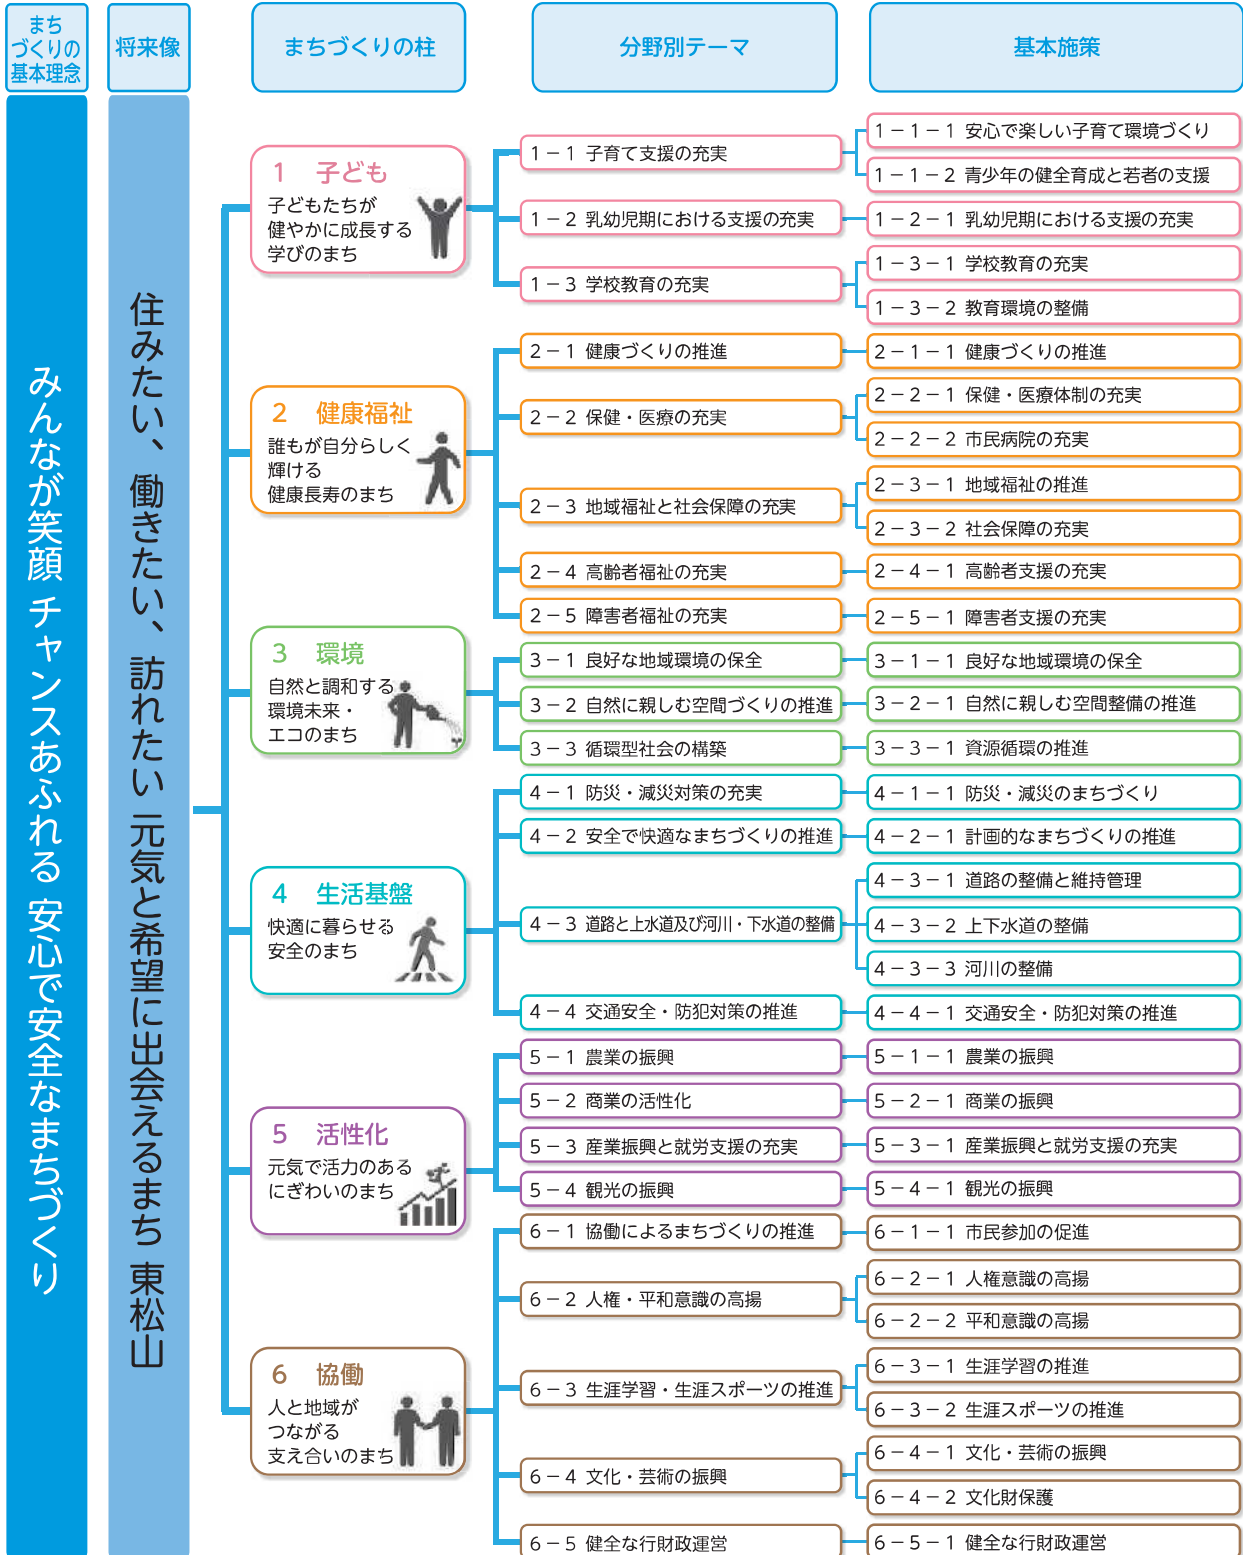 まち
づくりの
基本理念
将来像
まちづくりの柱
分野別テーマ
基本施策
みんなが笑顔 チャンスあふれる 安心で安全なまちづくり
住みたい、働きたい、訪れたい 元気と希望に出会えるまち 東松山
1 子ども
子どもたちが
健やかに成長する
学びのまち
1－1 子育て支援の充実
1－1－1 安心で楽しい子育て環境づくり
1－1－2 青少年の健全育成と若者の支援
1－2 乳幼児期における支援の充実
1－2－1 乳幼児期における支援の充実
1－3 学校教育の充実
1－3－1 学校教育の充実
1－3－2 教育環境の整備
2 健康福祉
誰もが自分らしく
輝ける
健康長寿のまち
2－1 健康づくりの推進
2－1－1 健康づくりの推進
2－2 保健・医療の充実
2－2－1 保健・医療体制の充実
2－2－2 市民病院の充実
2－3 地域福祉と社会保障の充実
2－3－1 地域福祉の推進
2－3－2 社会保障の充実
2－4 高齢者福祉の充実
2－4－1 高齢者支援の充実
2－5 障害者福祉の充実
2－5－1 障害者支援の充実
3 環境
自然と調和する
環境未来・
エコのまち
3－1 良好な地域環境の保全
3－1－1 良好な地域環境の保全
3－2 自然に親しむ空間づくりの推進
3－2－1 自然に親しむ空間整備の推進
3－3 循環型社会の構築
3－3－1 資源循環の推進
4 生活基盤
快適に暮らせる
安全のまち
4－1 防災・減災対策の充実
4－1－1 防災・減災のまちづくり
4－2 安全で快適なまちづくりの推進
4－2－1 計画的なまちづくりの推進
4－3 道路と上水道及び河川・下水道の整備
4－3－1 道路の整備と維持管理
4－3－2 上下水道の整備
4－3－3 河川の整備
4－4 交通安全・防犯対策の推進
4－4－1 交通安全・防犯対策の推進
5 活性化
元気で活力のある
にぎわいのまち
5－1 農業の振興
5－1－1 農業の振興
5－2 商業の活性化
5－2－1 商業の振興
5－3 産業振興と就労支援の充実
5－3－1 産業振興と就労支援の充実
5－4 観光の振興
5－4－1 観光の振興
6 協働
人と地域が
つながる
支え合いのまち
6－1 協働によるまちづくりの推進
6－1－1 市民参加の促進
6－2 人権・平和意識の高揚
6－2－1 人権意識の高揚
6－2－2 平和意識の高揚
6－3 生涯学習・生涯スポーツの推進
6－3－1 生涯学習の推進
6－3－2 生涯スポーツの推進
6－4 文化・芸術の振興
6－4－1 文化・芸術の振興
6－4－2 文化財保護
6－5 健全な行財政運営
6－5－1 健全な行財政運営